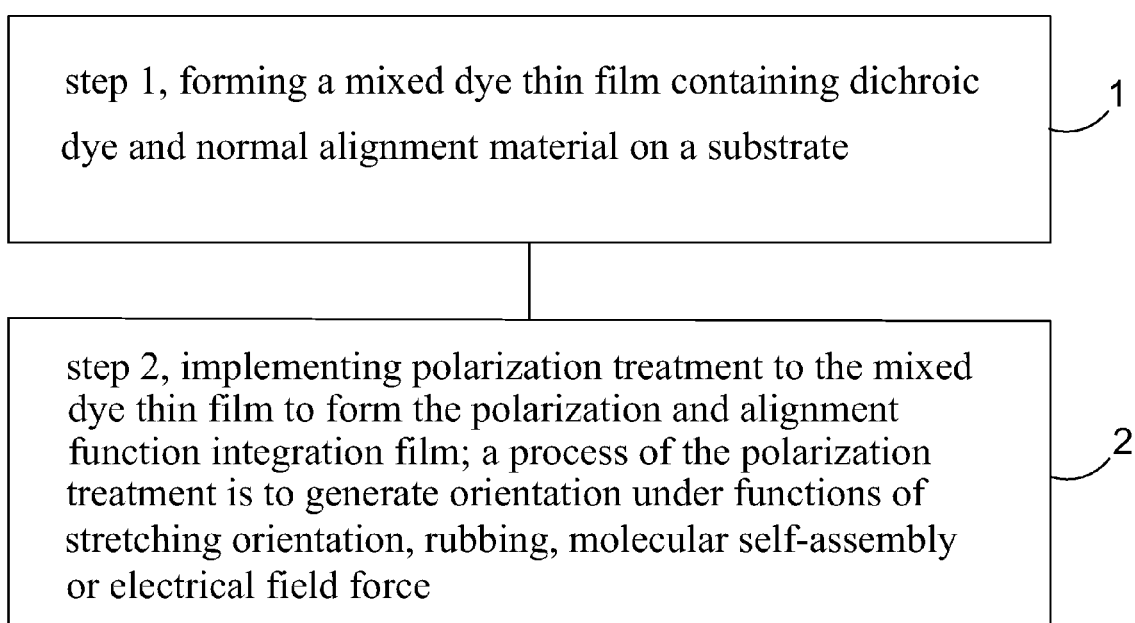 step 1, forming a mixed dye thin film containing dichroic
dye and normal alignment material on a substrate
1
step 2, implementing polarization treatment to the mixed
dye thin film to form the polarization and alignment
function integration film; a process of the polarization
treatment is to generate orientation under functions of
stretching orientation, rubbing, molecular self-assembly
or electrical field force
2